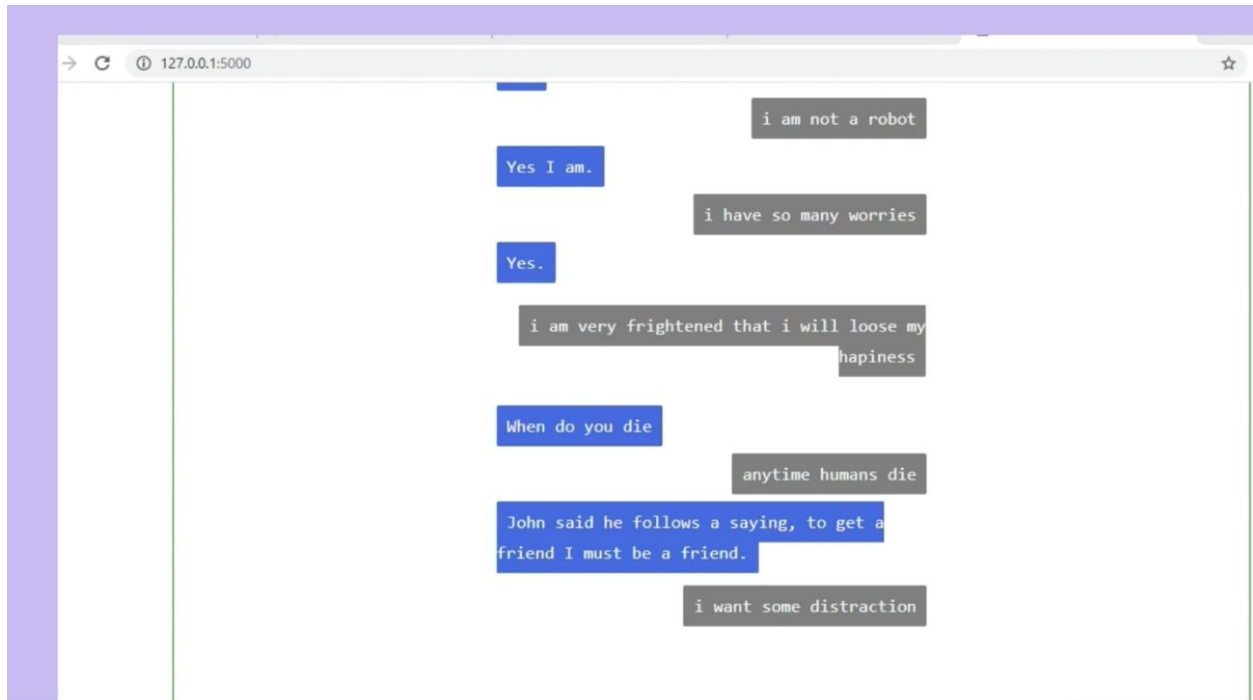 127.0.0.1:5000
i am not a robot
Yes I am.
i have so many worries
Yes.
i am very frightened that i will loose my
hapiness
When do you die
anytime humans die
John said he follows a saying, to get a
friend I must be a friend.
i want some distraction